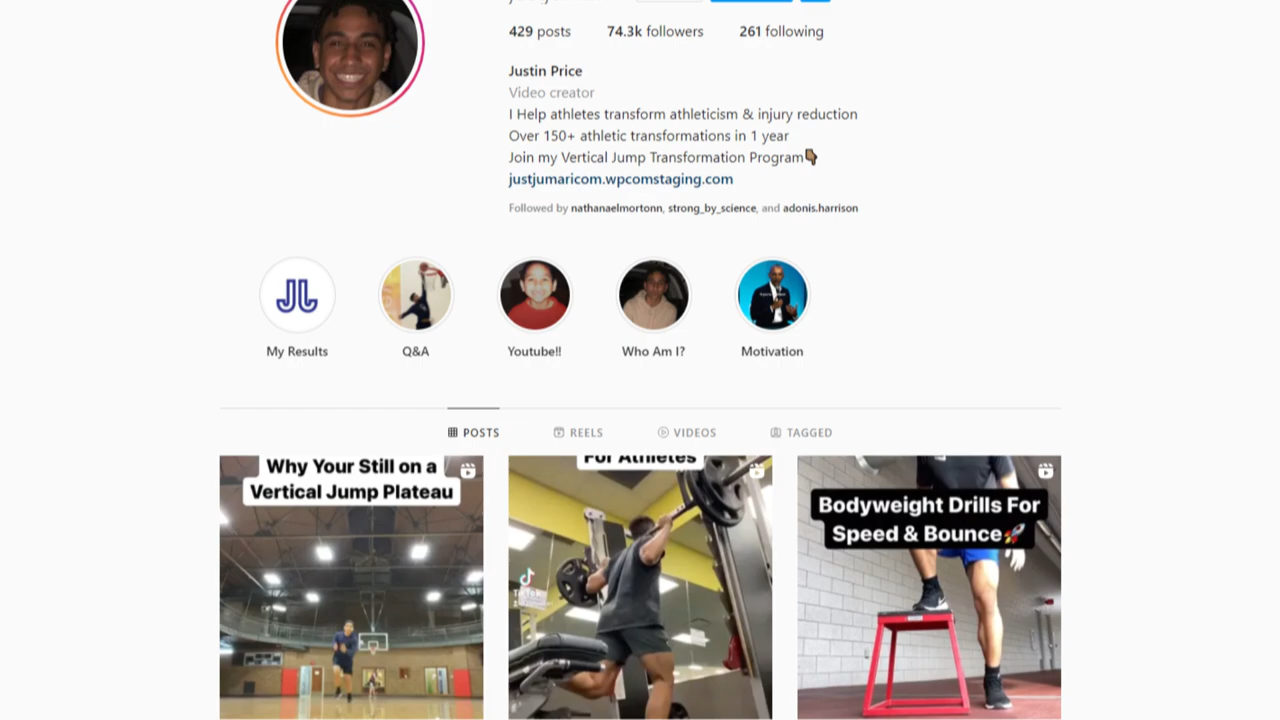 429 posts 74.3k followers 261 following
Justin Price
Video creator
I Help athletes transform athleticism & injury reduction
Over 150+ athletic transformations in 1 year
Join my Vertical Jump Transformation Program👇🏾
justjumaricom.wpcomstaging.com
Followed by nathanaelmortonn, strong_by_science, and adonis.harrison
My Results Q&A Youtube!! Who Am I? Motivation
POSTS REELS VIDEOS TAGGED
Why Your Still on a
Vertical Jump Plateau
For Athletes
Bodyweight Drills For
Speed & Bounce🚀
TikTok